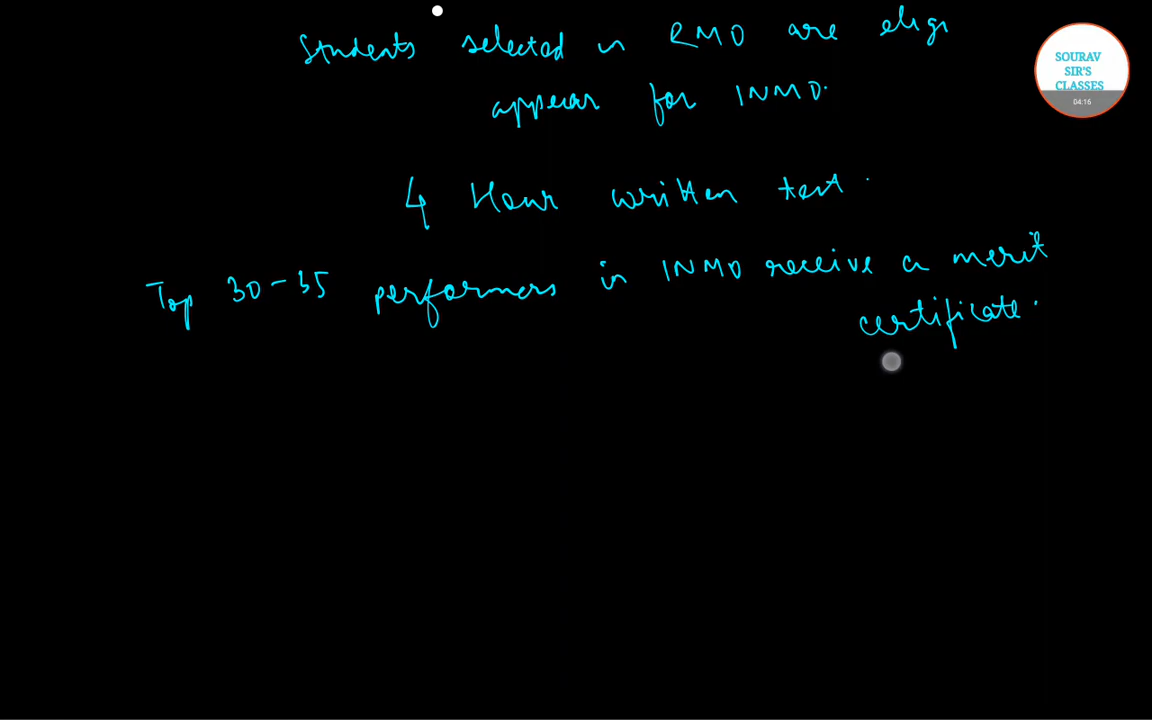 Students selected in RMO are elig
appear for INMO.
4 Hour written test.
Top 30-35 performers in INMO receive a merit
certificate.
SOURAV
SIR'S
CLASSES
04:16